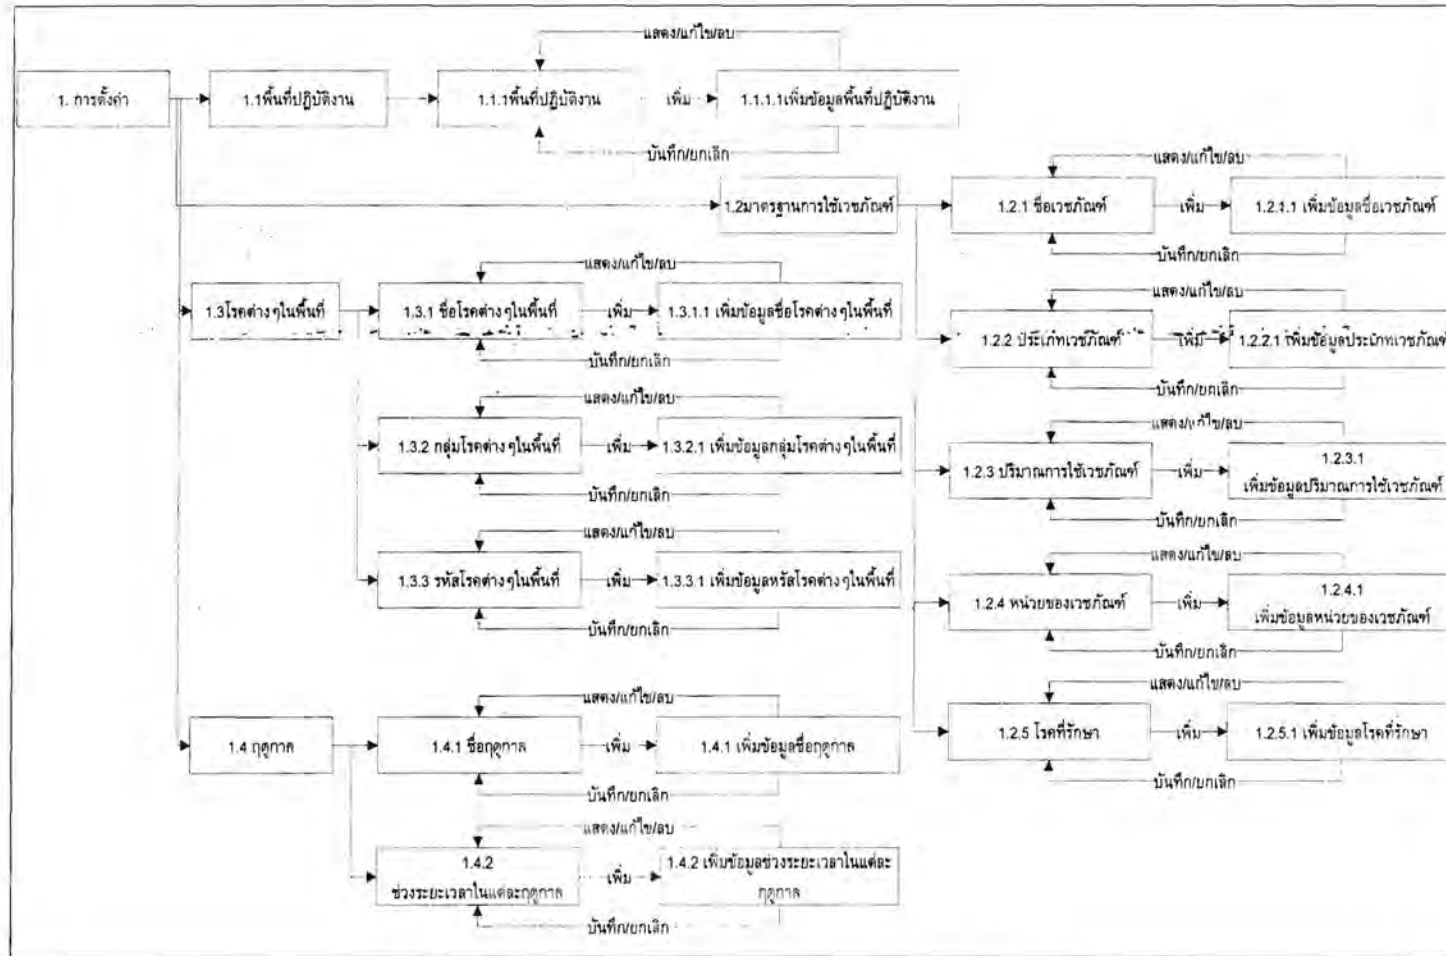 แสดง/แก้ไข/ลบ
1. การตั้งค่า
1.1พื้นที่ปฏิบัติงาน
1.1.1พื้นที่ปฏิบัติงาน
เพิ่ม
1.1.1.1เพิ่มข้อมูลพื้นที่ปฏิบัติงาน
บันทึก/ยกเลิก
แสดง/แก้ไข/ลบ
1.2มาตรฐานการใช้เวชภัณฑ์
1.2.1 ชื่อเวชภัณฑ์
เพิ่ม
1.2.1.1 เพิ่มข้อมูลชื่อเวชภัณฑ์
บันทึก/ยกเลิก
แสดง/แก้ไข/ลบ
1.3โรคต่างๆในพื้นที่
1.3.1 ชื่อโรคต่างๆในพื้นที่
เพิ่ม
1.3.1.1 เพิ่มข้อมูลชื่อโรคต่างๆในพื้นที่
บันทึก/ยกเลิก
แสดง/แก้ไข/ลบ
1.2.2 ประเภทเวชภัณฑ์
เพิ่ม
1.2.2.1 เพิ่มข้อมูลประเภทเวชภัณฑ์
บันทึก/ยกเลิก
แสดง/แก้ไข/ลบ
1.3.2 กลุ่มโรคต่างๆในพื้นที่
เพิ่ม
1.3.2.1 เพิ่มข้อมูลกลุ่มโรคต่างๆในพื้นที่
บันทึก/ยกเลิก
แสดง/แก้ไข/ลบ
1.2.3 ปริมาณการใช้เวชภัณฑ์
เพิ่ม
1.2.3.1
เพิ่มข้อมูลปริมาณการใช้เวชภัณฑ์
บันทึก/ยกเลิก
แสดง/แก้ไข/ลบ
1.3.3 รหัสโรคต่างๆในพื้นที่
เพิ่ม
1.3.3.1 เพิ่มข้อมูลหรัสโรคต่างๆในพื้นที่
บันทึก/ยกเลิก
แสดง/แก้ไข/ลบ
1.2.4 หน่วยของเวชภัณฑ์
เพิ่ม
1.2.4.1
เพิ่มข้อมูลหน่วยของเวชภัณฑ์
บันทึก/ยกเลิก
แสดง/แก้ไข/ลบ
1.4 ฤดูกาล
1.4.1 ชื่อฤดูกาล
เพิ่ม
1.4.1 เพิ่มข้อมูลชื่อฤดูกาล
บันทึก/ยกเลิก
แสดง/แก้ไข/ลบ
1.2.5 โรคที่รักษา
เพิ่ม
1.2.5.1 เพิ่มข้อมูลโรคที่รักษา
บันทึก/ยกเลิก
แสดง/แก้ไข/ลบ
1.4.2
ช่วงระยะเวลาในแต่ละฤดูกาล
เพิ่ม
1.4.2 เพิ่มข้อมูลช่วงระยะเวลาในแต่ละ
ฤดูกาล
บันทึก/ยกเลิก